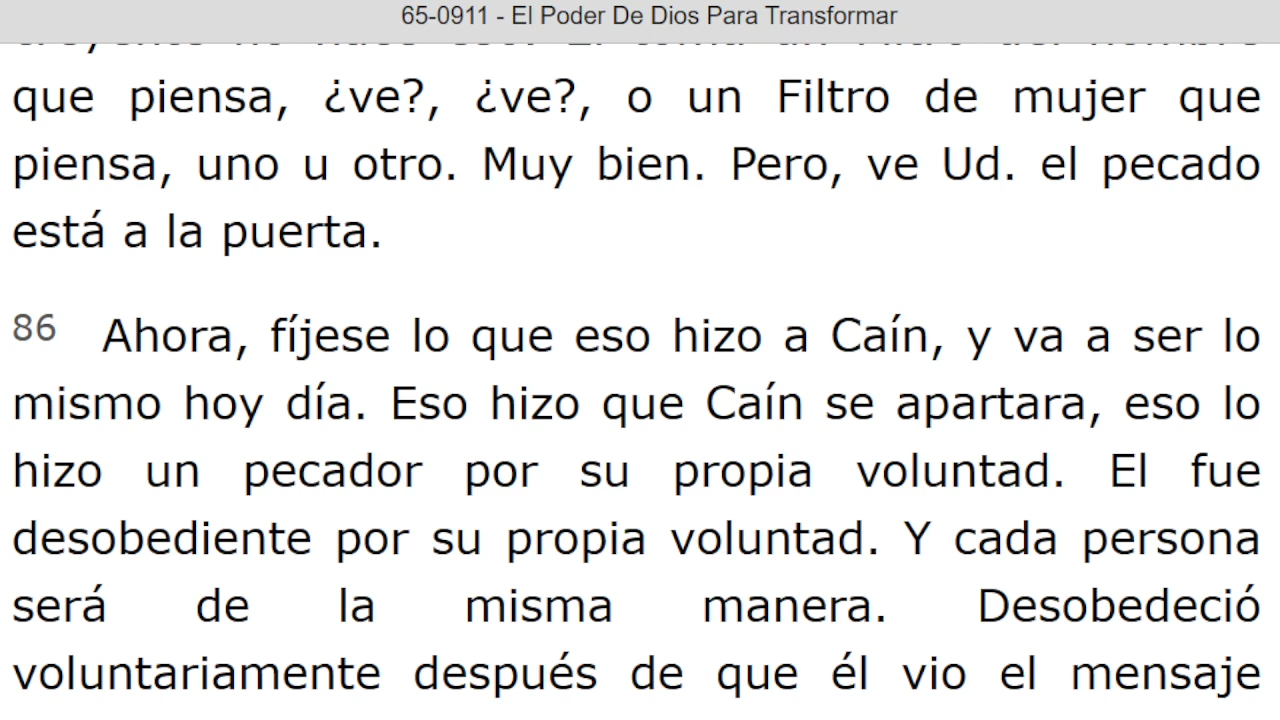 65-0911 - El Poder De Dios Para Transformar
que piensa, ¿ve?, ¿ve?, o un Filtro de mujer que
piensa, uno u otro. Muy bien. Pero, ve Ud. el pecado
está a la puerta.
86 Ahora, fíjese lo que eso hizo a Caín, y va a ser lo
mismo hoy día. Eso hizo que Caín se apartara, eso lo
hizo un pecador por su propia voluntad. El fue
desobediente por su propia voluntad. Y cada persona
será de la misma manera. Desobedeció
voluntariamente después de que él vio el mensaje